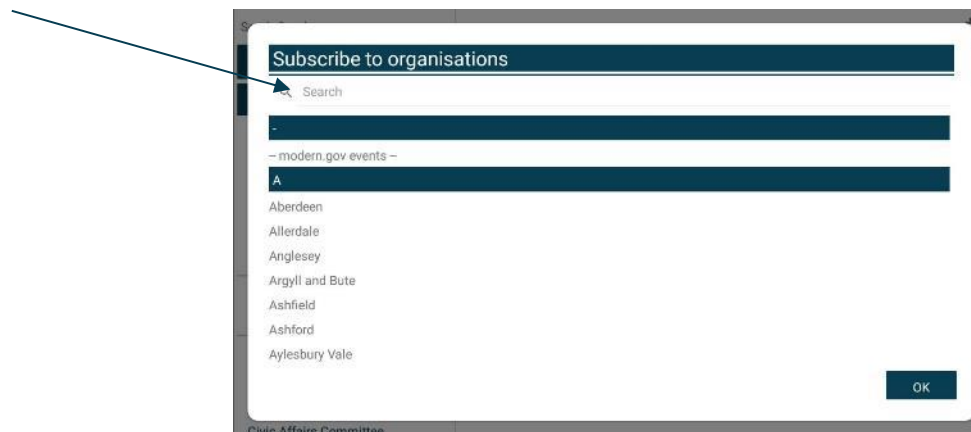 Subscribe to organisations
Search
-
– modern.gov events –
A
Aberdeen
Allerdale
Anglesey
Argyll and Bute
Ashfield
Ashford
Aylesbury Vale
OK
Civic Affairs Committee